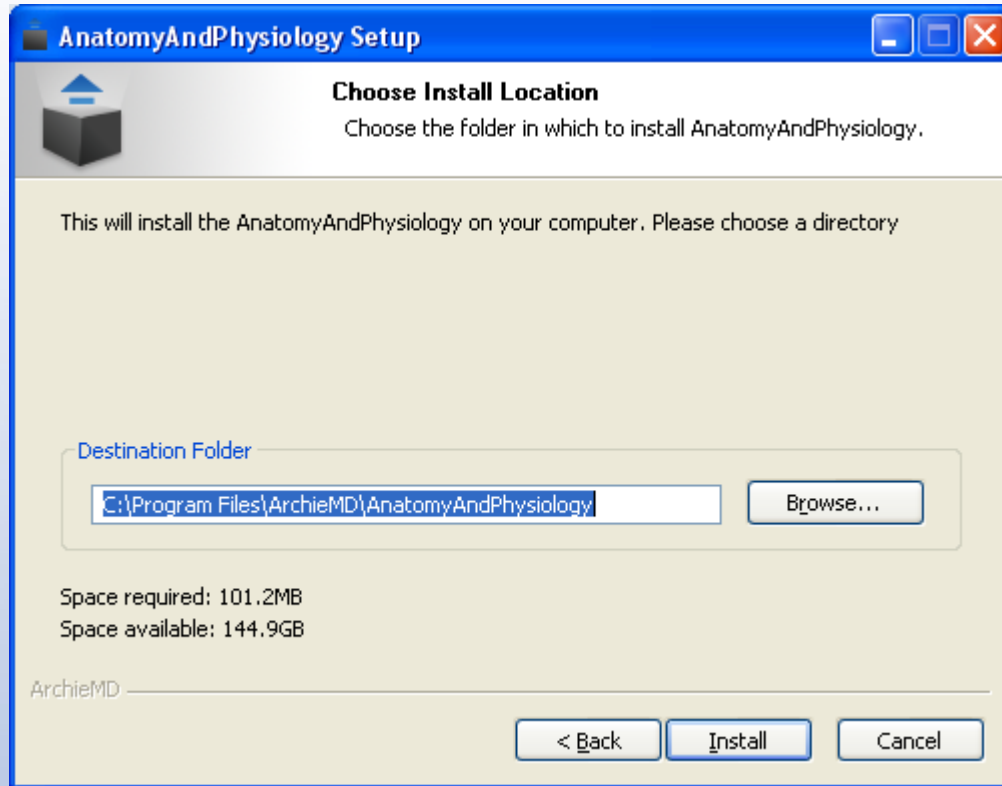 AnatomyAndPhysiology Setup
Choose Install Location
Choose the folder in which to install AnatomyAndPhysiology.
This will install the AnatomyAndPhysiology on your computer. Please choose a directory
Destination Folder
C:\Program Files\ArchieMD\AnatomyAndPhysiology
Browse...
Space required: 101.2MB
Space available: 144.9GB
ArchieMD
< Back
Install
Cancel